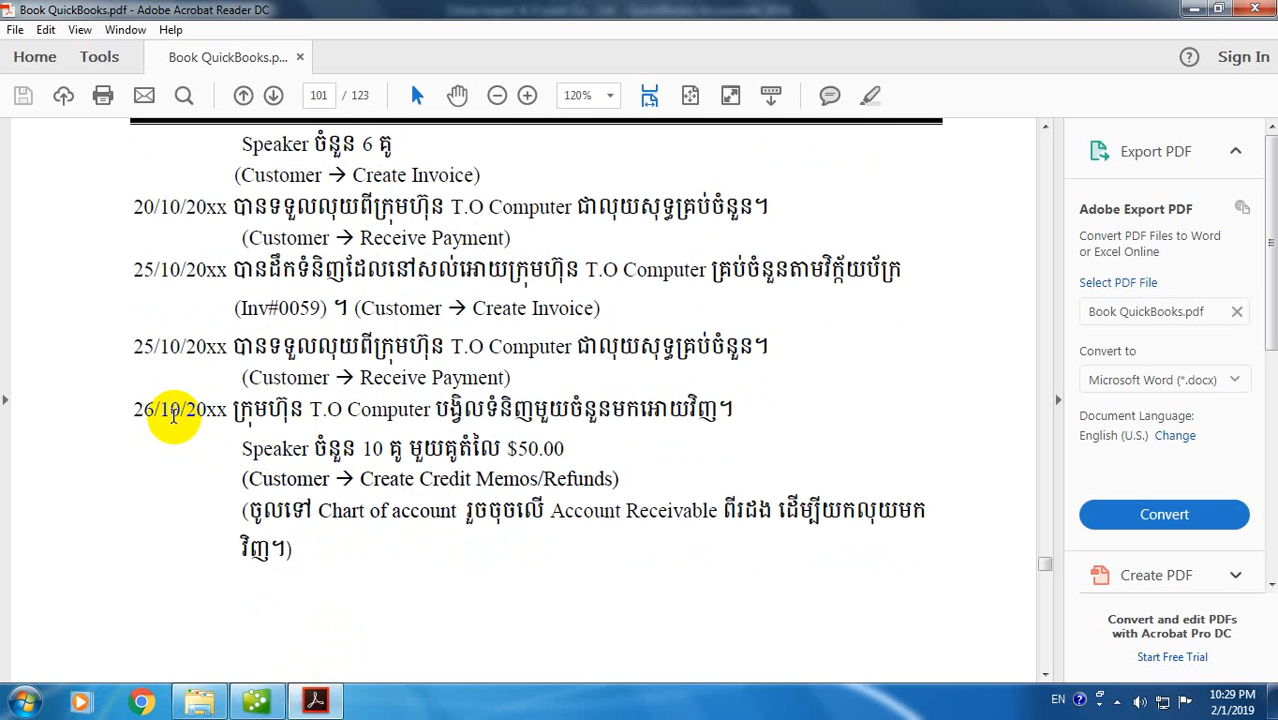 Book QuickBooks.pdf - Adobe Acrobat Reader DC
File Edit View Window Help
Home Tools Book QuickBooks.p... × Sign In
101 / 123 120%
Speaker ចំនួន 6 គូ
(Customer → Create Invoice)
20/10/20xx បានទទួលលុយពីក្រុមហ៊ុន T.O Computer ជាលុយសុទ្ធគ្រប់ចំនួន។
(Customer → Receive Payment)
25/10/20xx បានដឹកទំនិញដែលនៅសល់អោយក្រុមហ៊ុន T.O Computer គ្រប់ចំនួនតាមវិក្ក័យប័ត្រ
(Inv#0059) ។ (Customer → Create Invoice)
25/10/20xx បានទទួលលុយពីក្រុមហ៊ុន T.O Computer ជាលុយសុទ្ធគ្រប់ចំនួន។
(Customer → Receive Payment)
26/10/20xx ក្រុមហ៊ុន T.O Computer បង្វិលទំនិញមួយចំនួនមកអោយវិញ។
Speaker ចំនួន 10 គូ មួយគូតំលៃ $50.00
(Customer → Create Credit Memos/Refunds)
(ចូលទៅ Chart of account រួចចុចលើ Account Receivable ពីរដង ដើម្បីយកលុយមក
វិញ។)
Export PDF
Adobe Export PDF
Convert PDF Files to Word
or Excel Online
Select PDF File
Book QuickBooks.pdf
Convert to
Microsoft Word (*.docx)
Document Language:
English (U.S.) Change
Convert
Create PDF
Convert and edit PDFs
with Acrobat Pro DC
Start Free Trial
EN
10:29 PM
2/1/2019